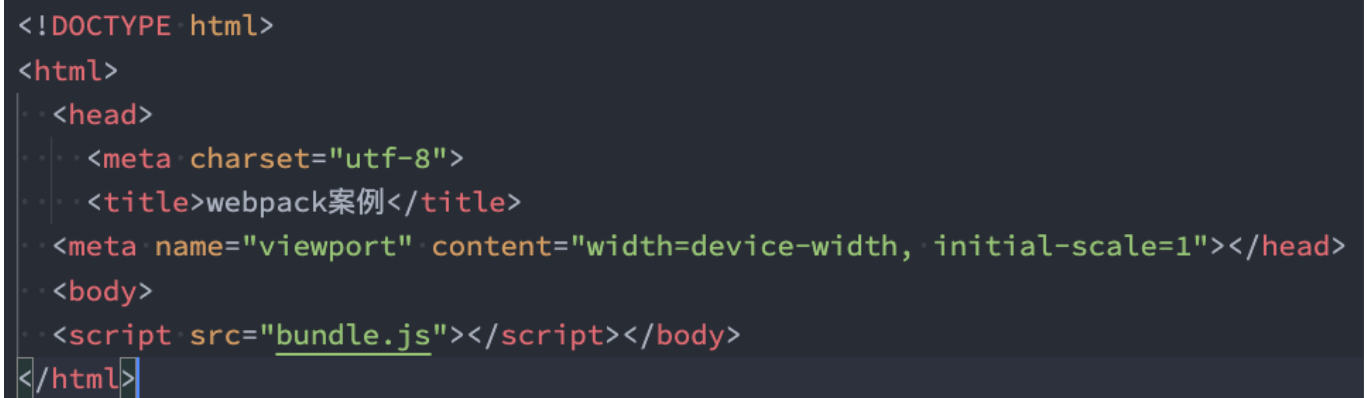 <!DOCTYPE html>
<html>
  <head>
    <meta charset="utf-8">
    <title>webpack案例</title>
  <meta name="viewport" content="width=device-width, initial-scale=1"></head>
  <body>
  <script src="bundle.js"></script></body>
</html>